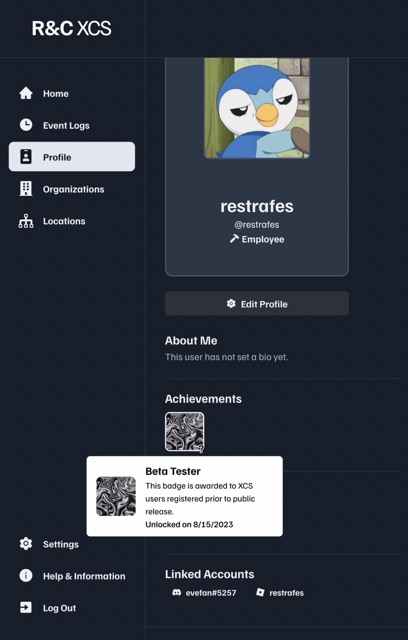 R&C XCS
Home
Event Logs
Profile
Organizations
Locations
Settings
Help & Information
Log Out
restrafes
@restrafes
Employee
Edit Profile
About Me
This user has not set a bio yet.
Achievements
Beta Tester
This badge is awarded to XCS
users registered prior to public
release.
Unlocked on 8/15/2023
Linked Accounts
evefan#5257
restrafes